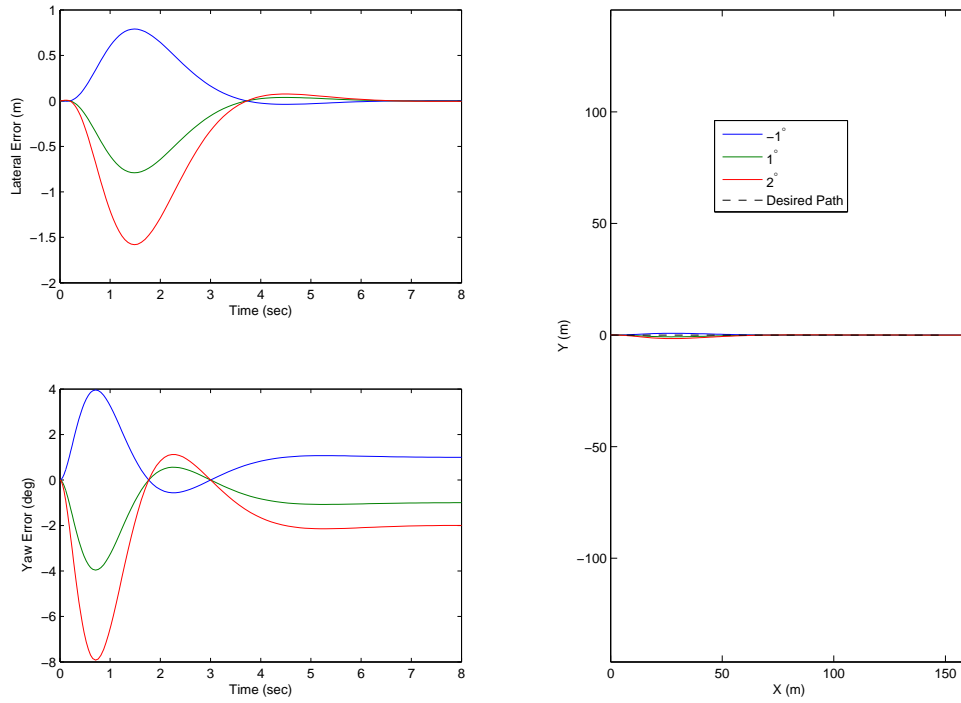 1
0.5
0
−0.5
−1
−1.5
−2
Lateral Error (m)
0 1 2 3 4 5 6 7 8
Time (sec)
4
2
0
−2
−4
−6
−8
Yaw Error (deg)
0 1 2 3 4 5 6 7 8
Time (sec)
100
50
0
−50
−100
Y (m)
0 50 100 150
X (m)
−1°
1°
2°
Desired Path